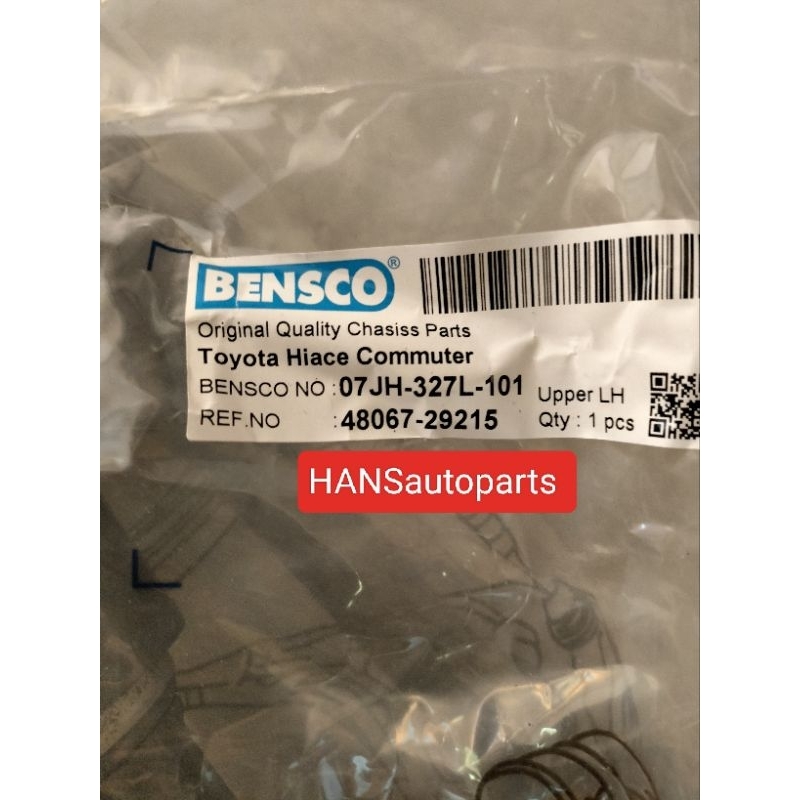 BENSCO®
Original Quality Chasiss Parts
Toyota Hiace Commuter
BENSCO NO : 07JH-327L-101
REF.NO : 48067-29215
Upper LH
Qty : 1 pcs
HANSautoparts